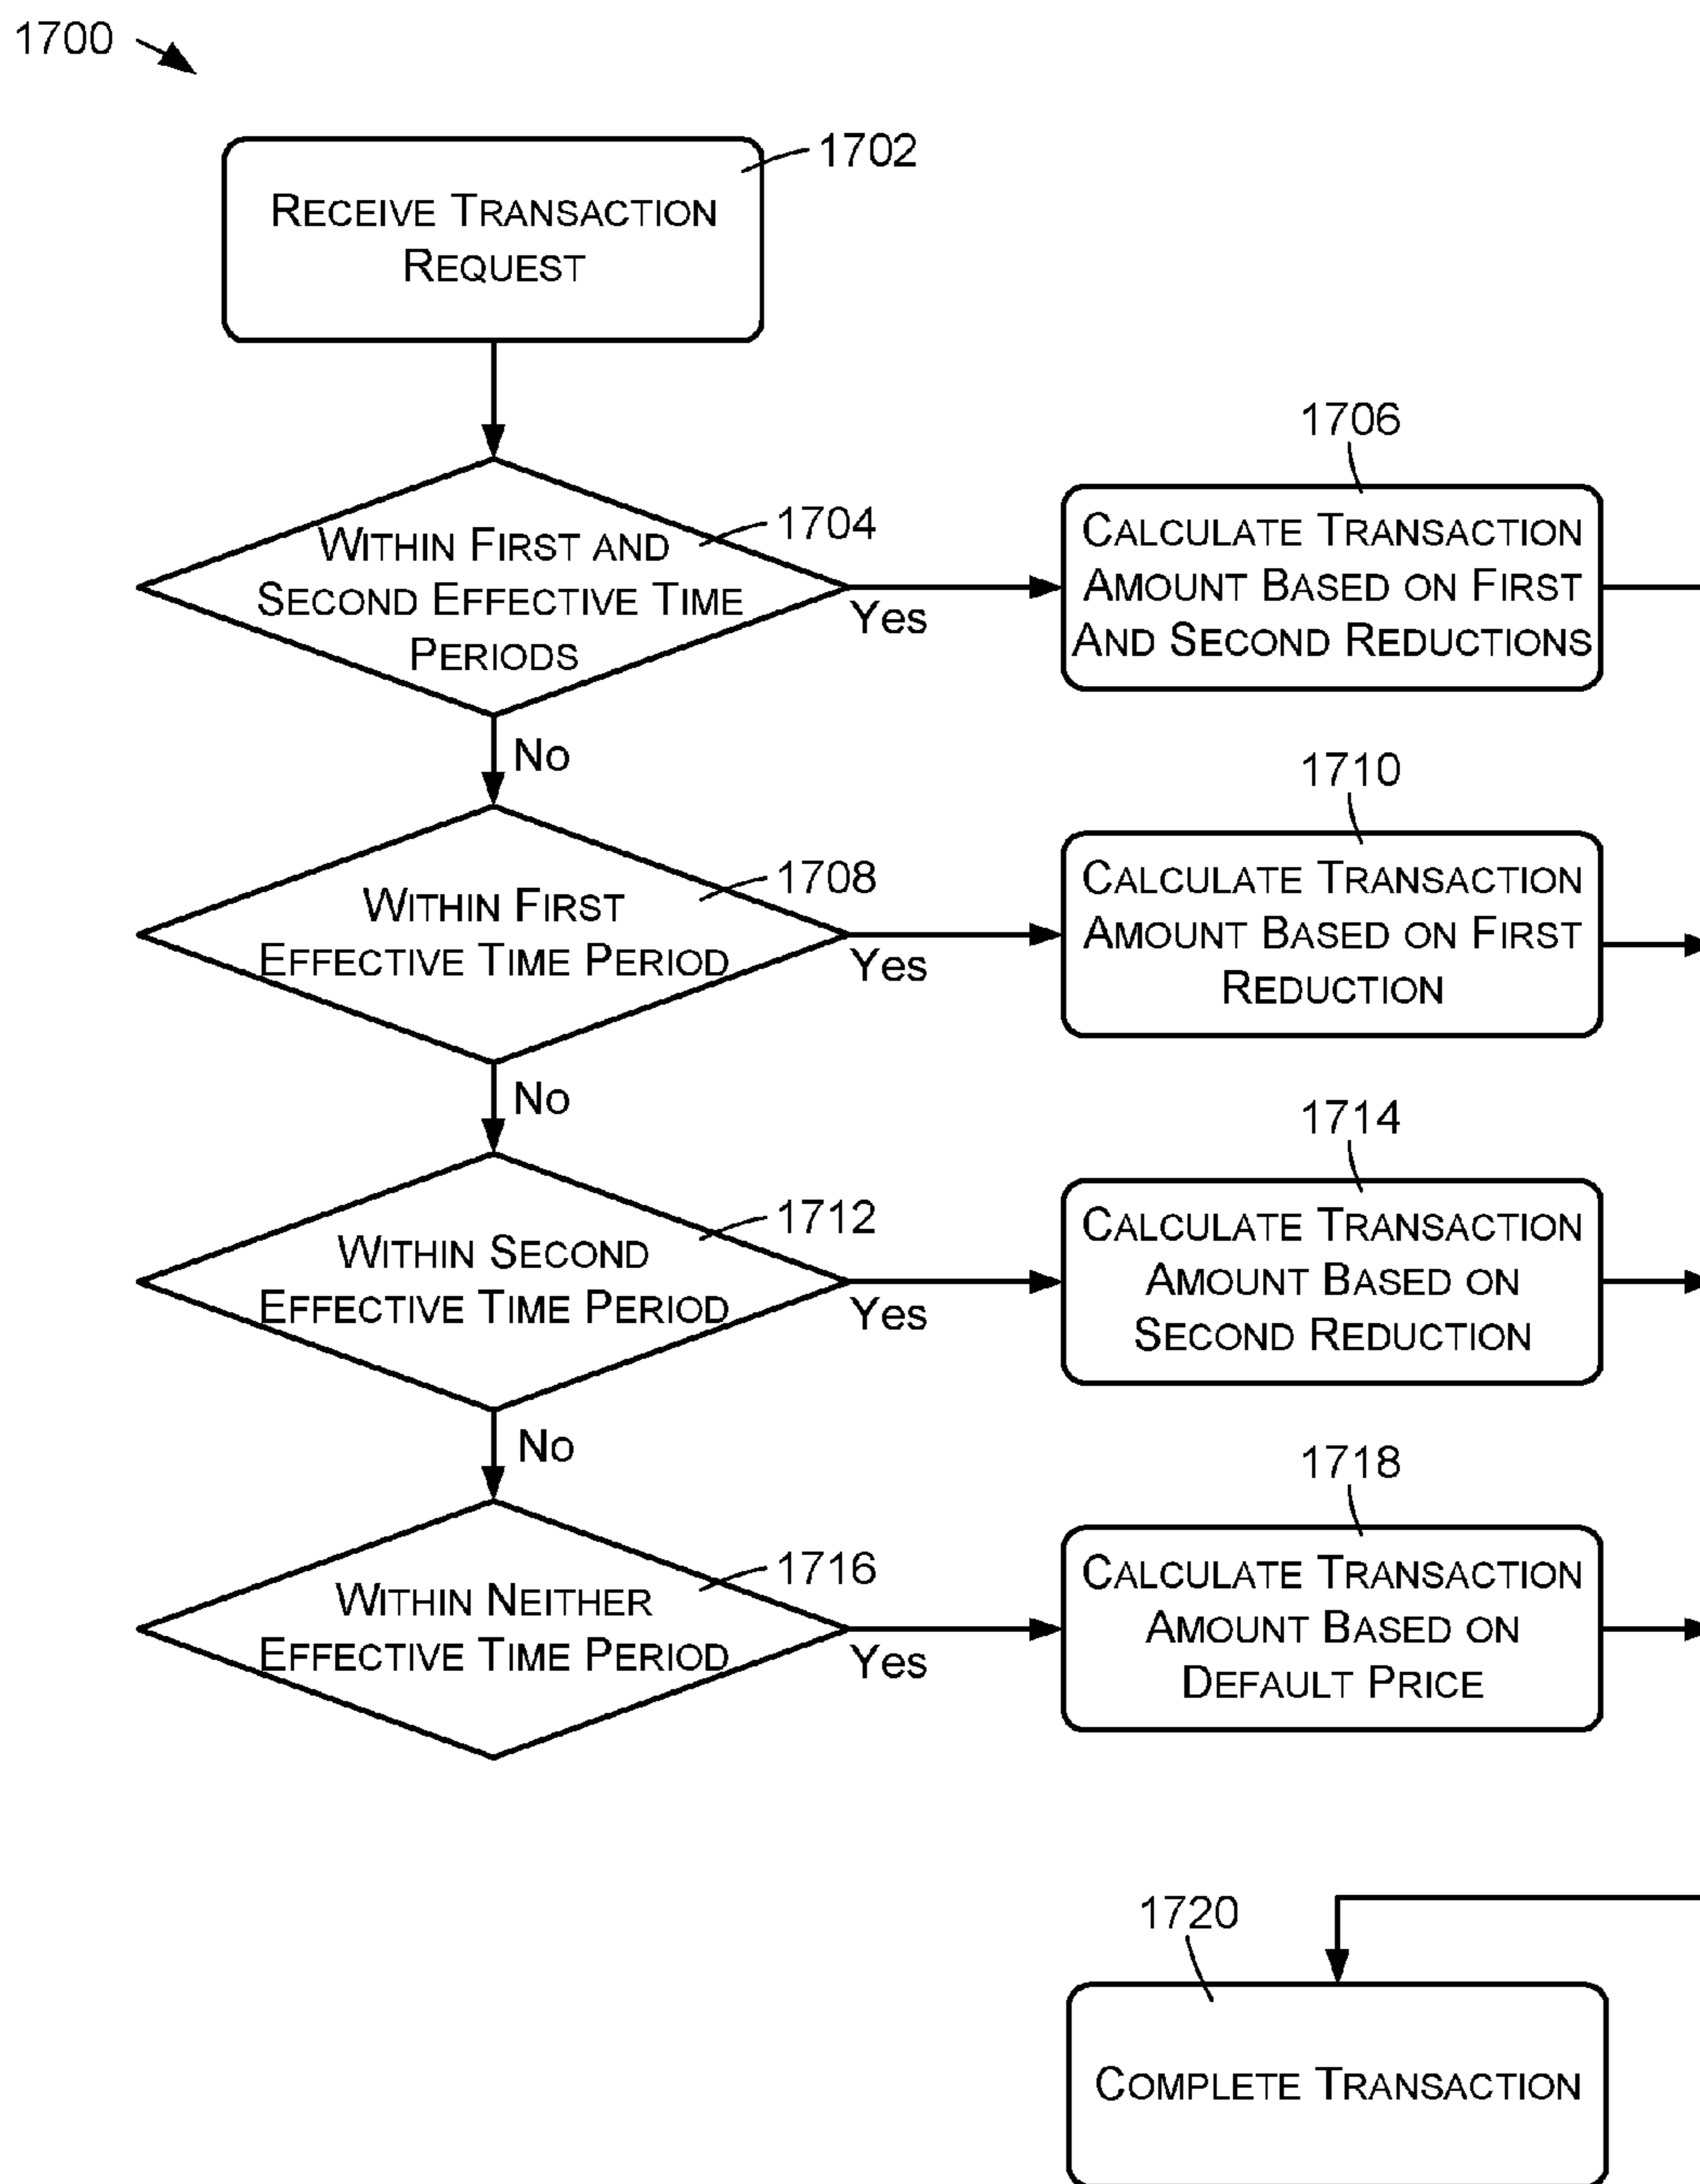 1700
1702
RECEIVE TRANSACTION
REQUEST
1704
WITHIN FIRST AND
SECOND EFFECTIVE TIME
PERIODS
Yes
1706
CALCULATE TRANSACTION
AMOUNT BASED ON FIRST
AND SECOND REDUCTIONS
No
1708
WITHIN FIRST
EFFECTIVE TIME PERIOD
Yes
1710
CALCULATE TRANSACTION
AMOUNT BASED ON FIRST
REDUCTION
No
1712
WITHIN SECOND
EFFECTIVE TIME PERIOD
Yes
1714
CALCULATE TRANSACTION
AMOUNT BASED ON
SECOND REDUCTION
No
1716
WITHIN NEITHER
EFFECTIVE TIME PERIOD
Yes
1718
CALCULATE TRANSACTION
AMOUNT BASED ON
DEFAULT PRICE
1720
COMPLETE TRANSACTION